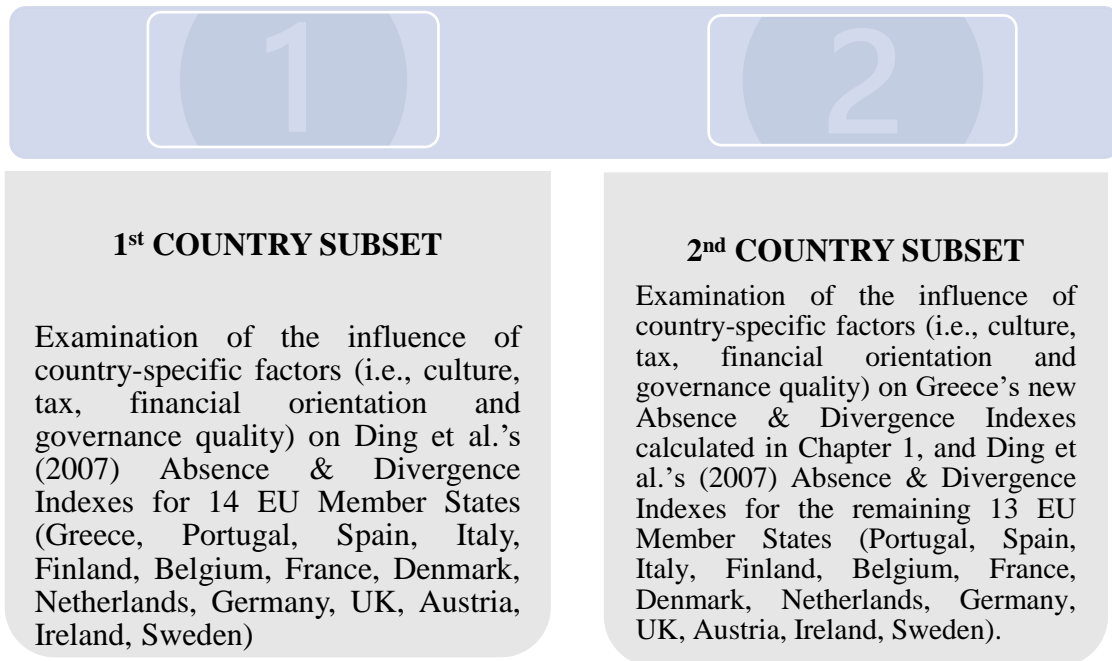 1
2
1st COUNTRY SUBSET
Examination of the influence of
country-specific factors (i.e., culture,
tax, financial orientation and
governance quality) on Ding et al.’s
(2007) Absence & Divergence
Indexes for 14 EU Member States
(Greece, Portugal, Spain, Italy,
Finland, Belgium, France, Denmark,
Netherlands, Germany, UK, Austria,
Ireland, Sweden)
2nd COUNTRY SUBSET
Examination of the influence of
country-specific factors (i.e., culture,
tax, financial orientation and
governance quality) on Greece’s new
Absence & Divergence Indexes
calculated in Chapter 1, and Ding et
al.’s (2007) Absence & Divergence
Indexes for the remaining 13 EU
Member States (Portugal, Spain,
Italy, Finland, Belgium, France,
Denmark, Netherlands, Germany,
UK, Austria, Ireland, Sweden).